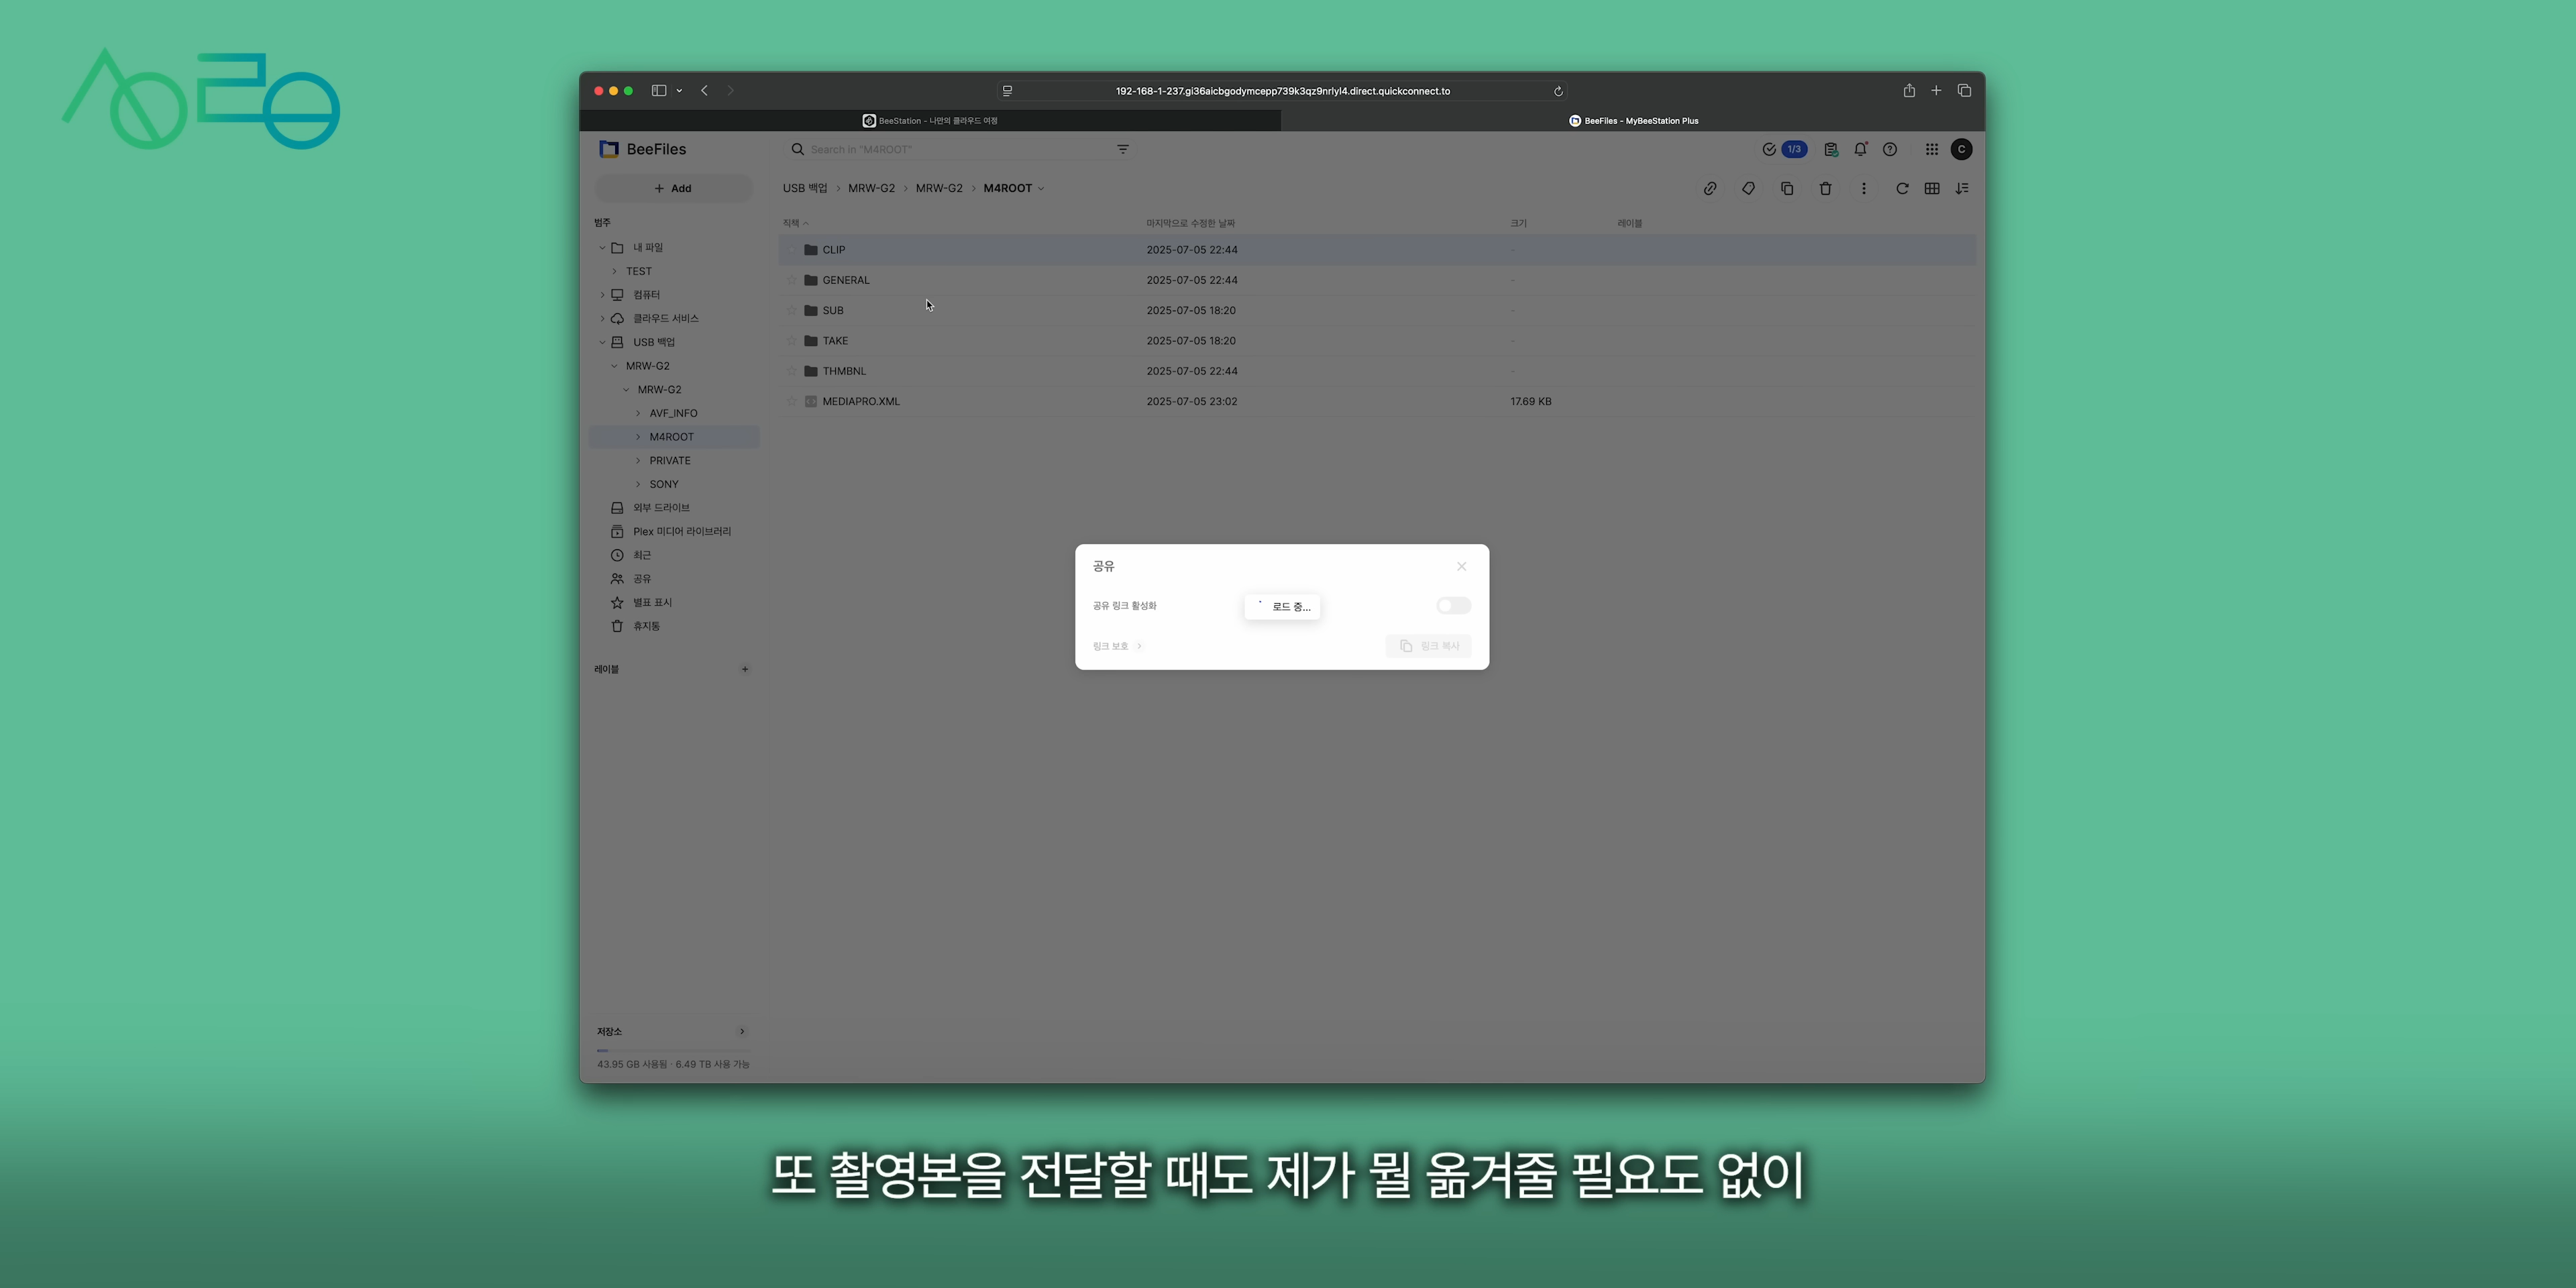 192-168-1-237.gi36aicbgodymcepp739k3qz9nrlyl4.direct.quickconnect.to
BeeStation - 나만의 클라우드 여정
BeeFiles - MyBeeStation Plus
BeeFiles
Search in "M4ROOT"
1/3
C
+ Add
USB 백업 > MRW-G2 > MRW-G2 > M4ROOT
범주
내 파일
TEST
컴퓨터
클라우드 서비스
USB 백업
MRW-G2
MRW-G2
AVF_INFO
M4ROOT
PRIVATE
SONY
외부 드라이브
Plex 미디어 라이브러리
최근
공유
별표 표시
휴지통
레이블 +
저장소
43.95 GB 사용됨 · 6.49 TB 사용 가능
직책 마지막으로 수정한 날짜 크기 레이블
CLIP 2025-07-05 22:44 -
GENERAL 2025-07-05 22:44 -
SUB 2025-07-05 18:20 -
TAKE 2025-07-05 18:20 -
THMBNL 2025-07-05 22:44 -
MEDIAPRO.XML 2025-07-05 23:02 17.69 KB
공유
공유 링크 활성화
로드 중...
링크 보호
링크 복사
또 촬영본을 전달할 때도 제가 뭘 옮겨줄 필요도 없이